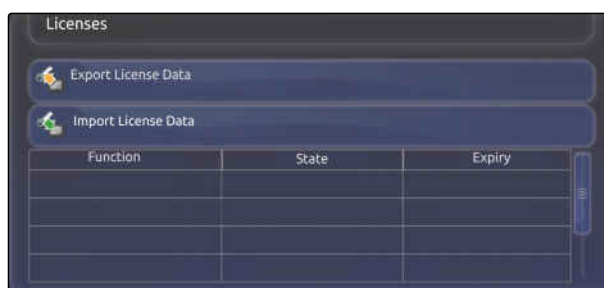 Licenses
Export License Data
Import License Data
Function State Expiry